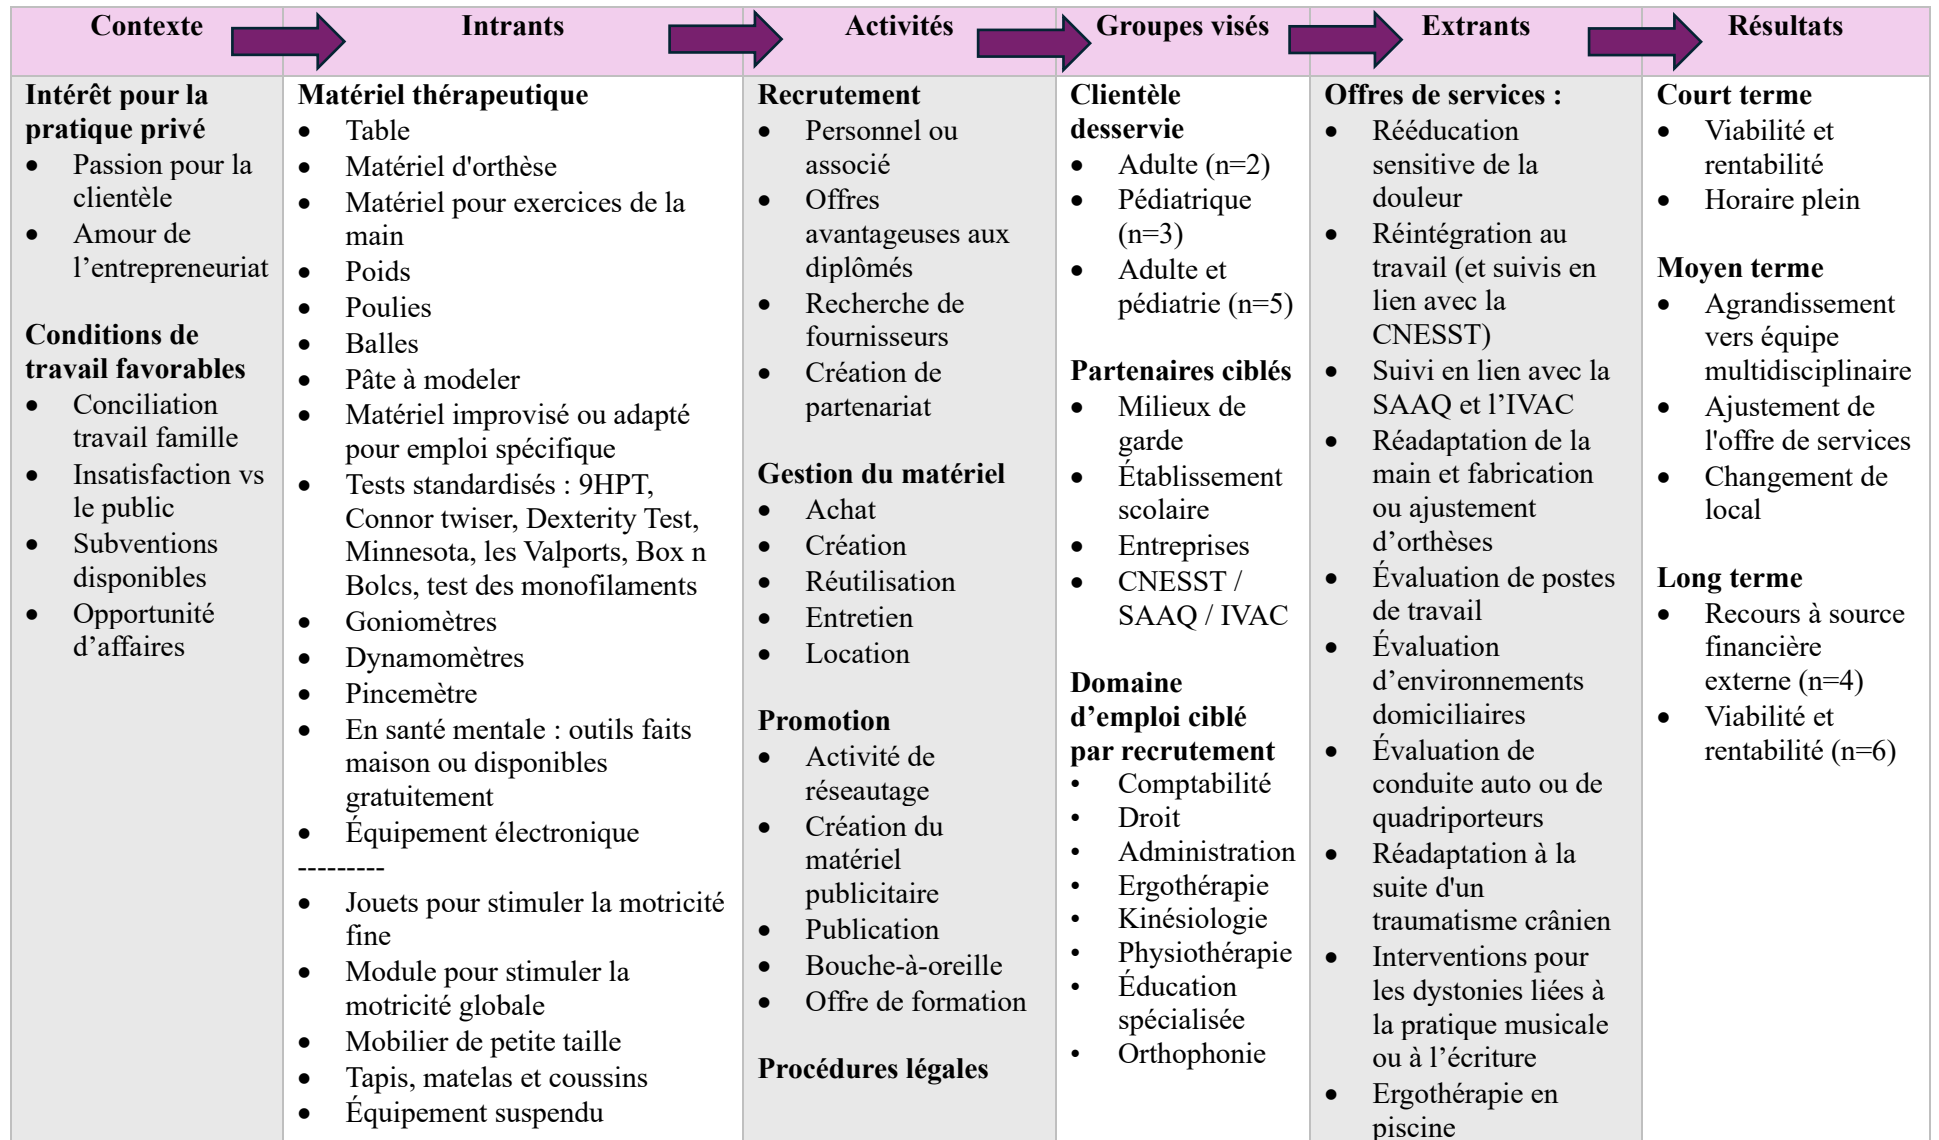 Contexte
Intrants
Activités
Groupes visés
Extrants
Résultats
Intérêt pour la
pratique privé
• Passion pour la
clientèle
• Amour de
l’entrepreneuriat
Conditions de
travail favorables
• Conciliation
travail famille
• Insatisfaction vs
le public
• Subventions
disponibles
• Opportunité
d’affaires
Matériel thérapeutique
• Table
• Matériel d'orthèse
• Matériel pour exercices de la
main
• Poids
• Poulies
• Balles
• Pâte à modeler
• Matériel improvisé ou adapté
pour emploi spécifique
• Tests standardisés : 9HPT,
Connor twiser, Dexterity Test,
Minnesota, les Valports, Box n
Bolcs, test des monofilaments
• Goniomètres
• Dynamomètres
• Pincemètre
• En santé mentale : outils faits
maison ou disponibles
gratuitement
• Équipement électronique
---------
• Jouets pour stimuler la motricité
fine
• Module pour stimuler la
motricité globale
• Mobilier de petite taille
• Tapis, matelas et coussins
• Équipement suspendu
Recrutement
• Personnel ou
associé
• Offres
avantageuses aux
diplômés
• Recherche de
fournisseurs
• Création de
partenariat
Gestion du matériel
• Achat
• Création
• Réutilisation
• Entretien
• Location
Promotion
• Activité de
réseautage
• Création du
matériel
publicitaire
• Publication
• Bouche-à-oreille
• Offre de formation
Procédures légales
Clientèle
desservie
• Adulte (n=2)
• Pédiatrique
(n=3)
• Adulte et
pédiatrie (n=5)
Partenaires ciblés
• Milieux de
garde
• Établissement
scolaire
• Entreprises
• CNESST /
SAAQ / IVAC
Domaine
d’emploi ciblé
par recrutement
• Comptabilité
• Droit
• Administration
• Ergothérapie
• Kinésiologie
• Physiothérapie
• Éducation
spécialisée
• Orthophonie
Offres de services :
• Rééducation
sensitive de la
douleur
• Réintégration au
travail (et suivis en
lien avec la
CNESST)
• Suivi en lien avec la
SAAQ et l’IVAC
• Réadaptation de la
main et fabrication
ou ajustement
d’orthèses
• Évaluation de postes
de travail
• Évaluation
d’environnements
domiciliaires
• Évaluation de
conduite auto ou de
quadriporteurs
• Réadaptation à la
suite d'un
traumatisme crânien
• Interventions pour
les dystonies liées à
la pratique musicale
ou à l’écriture
• Ergothérapie en
piscine
Court terme
• Viabilité et
rentabilité
• Horaire plein
Moyen terme
• Agrandissement
vers équipe
multidisciplinaire
• Ajustement de
l'offre de services
• Changement de
local
Long terme
• Recours à source
financière
externe (n=4)
• Viabilité et
rentabilité (n=6)